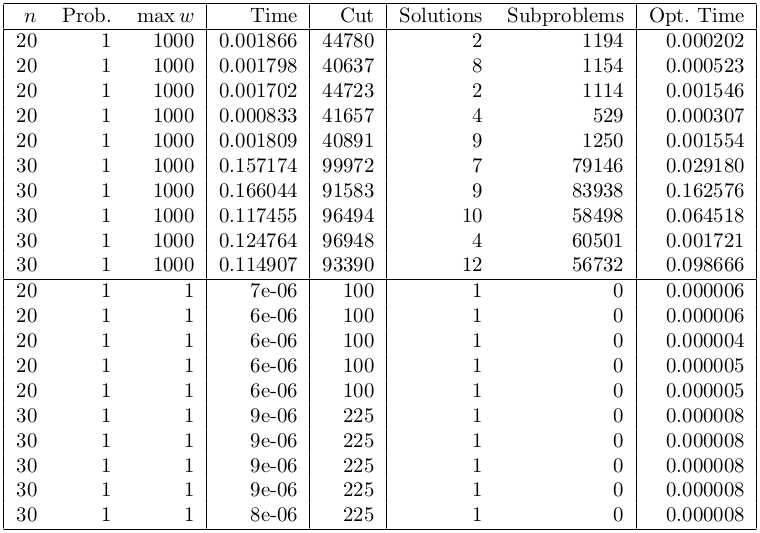 n Prob. max w Time Cut Solutions Subproblems Opt. Time
20 1 1000 0.001866 44780 2 1194 0.000202
20 1 1000 0.001798 40637 8 1154 0.000523
20 1 1000 0.001702 44723 2 1114 0.001546
20 1 1000 0.000833 41657 4 529 0.000307
20 1 1000 0.001809 40891 9 1250 0.001554
30 1 1000 0.157174 99972 7 79146 0.029180
30 1 1000 0.166044 91583 9 83938 0.162576
30 1 1000 0.117455 96494 10 58498 0.064518
30 1 1000 0.124764 96948 4 60501 0.001721
30 1 1000 0.114907 93390 12 56732 0.098666
20 1 1 7e-06 100 1 0 0.000006
20 1 1 6e-06 100 1 0 0.000006
20 1 1 6e-06 100 1 0 0.000004
20 1 1 6e-06 100 1 0 0.000005
20 1 1 6e-06 100 1 0 0.000005
30 1 1 9e-06 225 1 0 0.000008
30 1 1 9e-06 225 1 0 0.000008
30 1 1 9e-06 225 1 0 0.000008
30 1 1 9e-06 225 1 0 0.000008
30 1 1 8e-06 225 1 0 0.000008